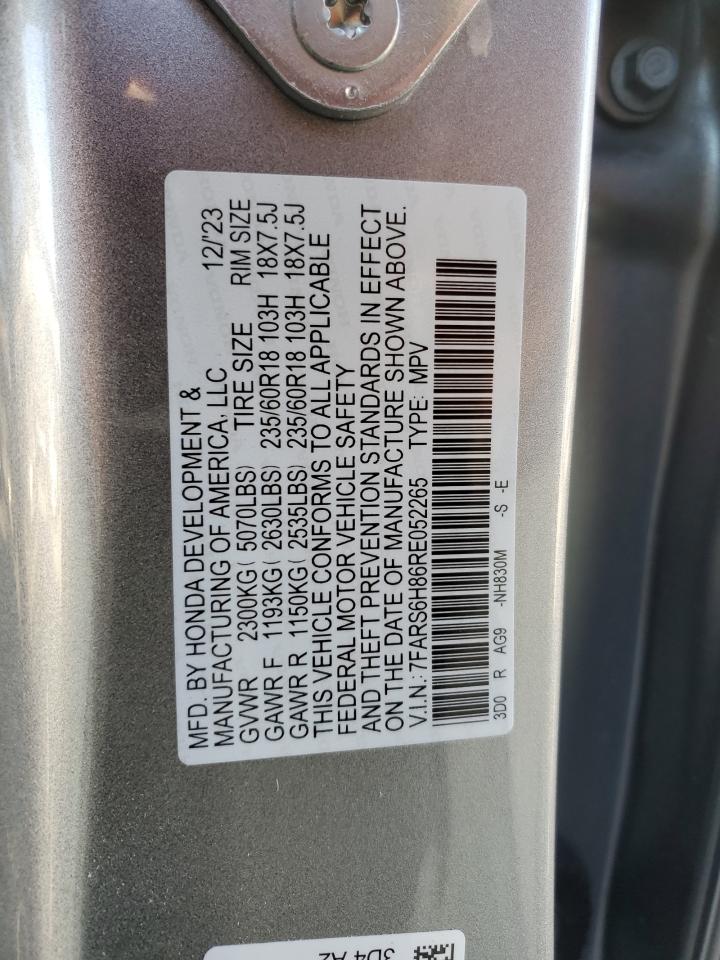 MFD. BY HONDA DEVELOPMENT &
MANUFACTURING OF AMERICA, LLC 12/'23
GVWR 2300KG( 5070LBS) TIRE SIZE RIM SIZE
GAWR F 1193KG( 2630LBS) 235/60R18 103H 18X7.5J
GAWR R 1150KG( 2535LBS) 235/60R18 103H 18X7.5J
THIS VEHICLE CONFORMS TO ALL APPLICABLE
FEDERAL MOTOR VEHICLE SAFETY
AND THEFT PREVENTION STANDARDS IN EFFECT
ON THE DATE OF MANUFACTURE SHOWN ABOVE.
V.I.N.: 7FARS6H86RE052265 TYPE: MPV
3D0 R AG9 -NH830M -S -E
3D4 A2